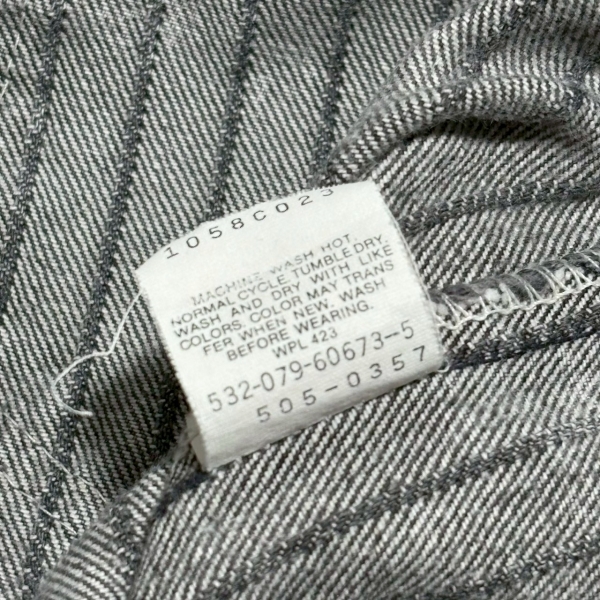 1058C023
MACHINE WASH HOT
NORMAL CYCLE, TUMBLE DRY.
WASH AND DRY WITH LIKE
COLORS. COLOR MAY TRANS
FER WHEN NEW. WASH
BEFORE WEARING.
WPL 423
532-079-60673-5
505-0357